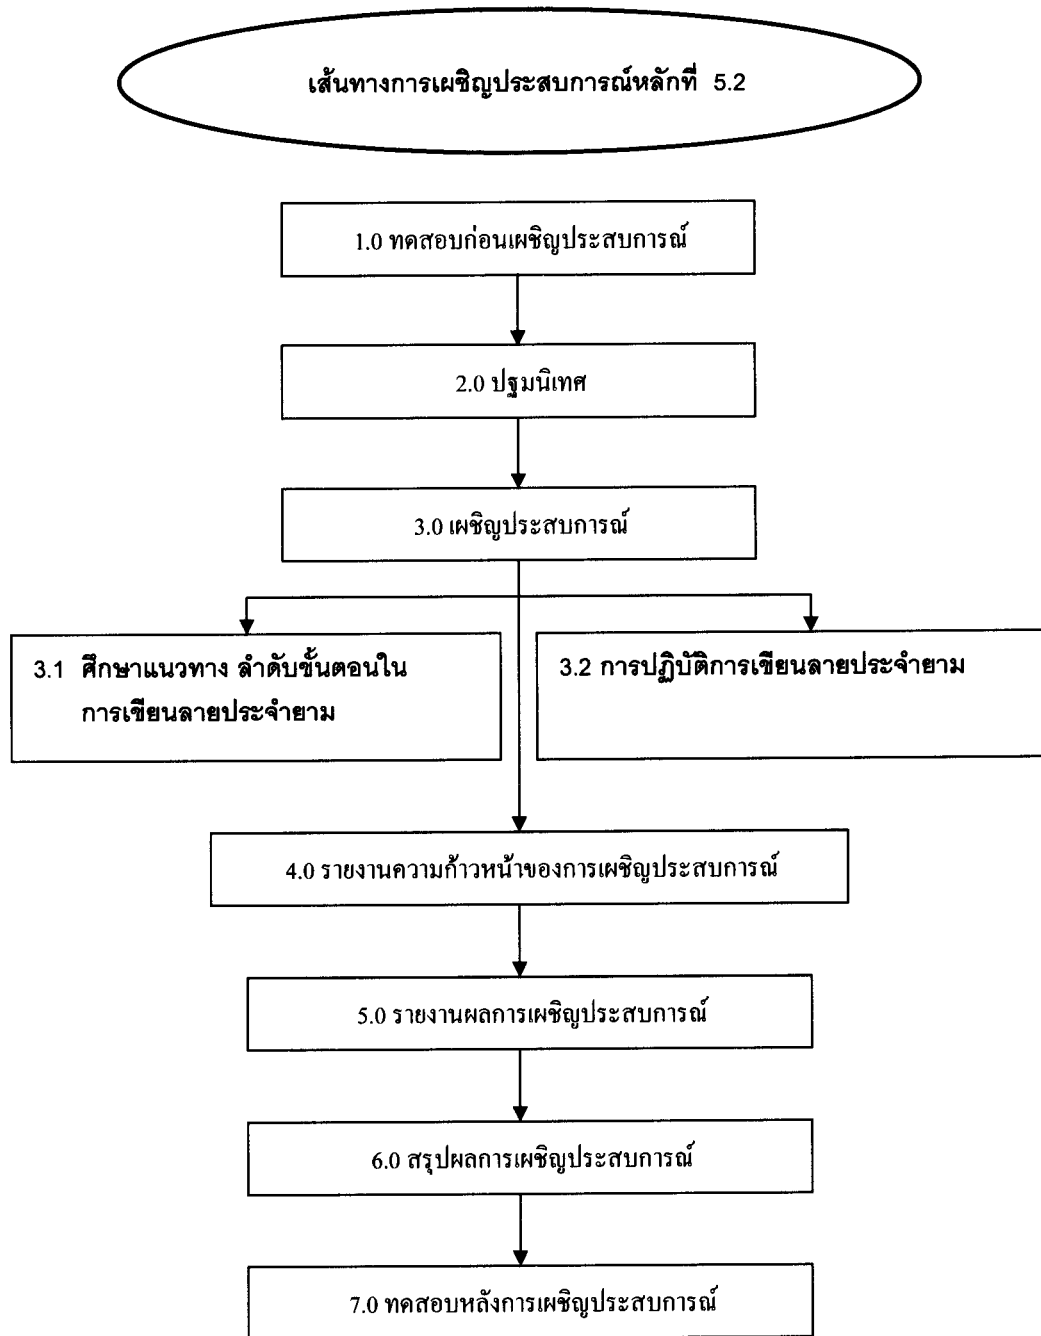 เส้นทางการเผชิญประสบการณ์หลักที่ 5.2
1.0 ทดสอบก่อนเผชิญประสบการณ์
2.0 ปฐมนิเทศ
3.0 เผชิญประสบการณ์
3.1 ศึกษาแนวทาง ลำดับขั้นตอนใน
การเขียนลายประจำยาม
3.2 การปฏิบัติการเขียนลายประจำยาม
4.0 รายงานความก้าวหน้าของการเผชิญประสบการณ์
5.0 รายงานผลการเผชิญประสบการณ์
6.0 สรุปผลการเผชิญประสบการณ์
7.0 ทดสอบหลังการเผชิญประสบการณ์